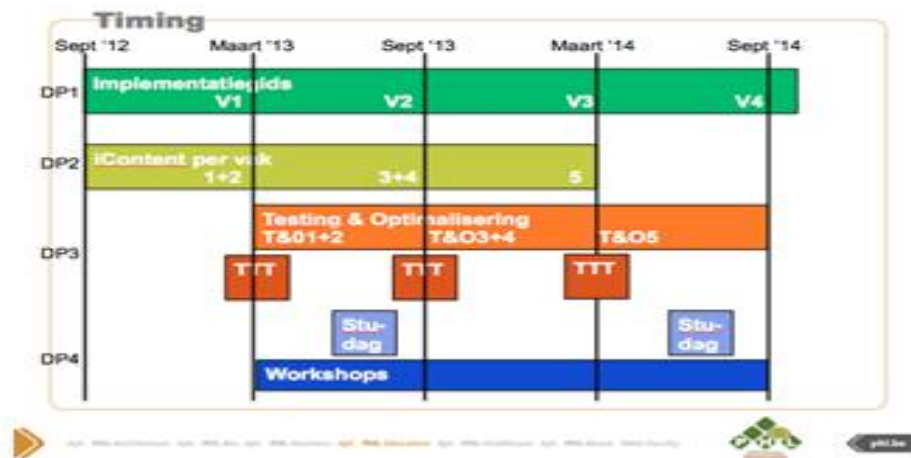 Timing
Sept '12 Maart '13 Sept '13 Maart '14 Sept '14
DP1
Implementatiegids
V1 V2 V3 V4
DP2
iContent per vak
1+2 3+4 5
Testing & Optimalisering
T&O1+2 T&O3+4 T&O5
DP3
TTT TTT TTT
Stu-
dag
Stu-
dag
DP4
Workshops
phl.be